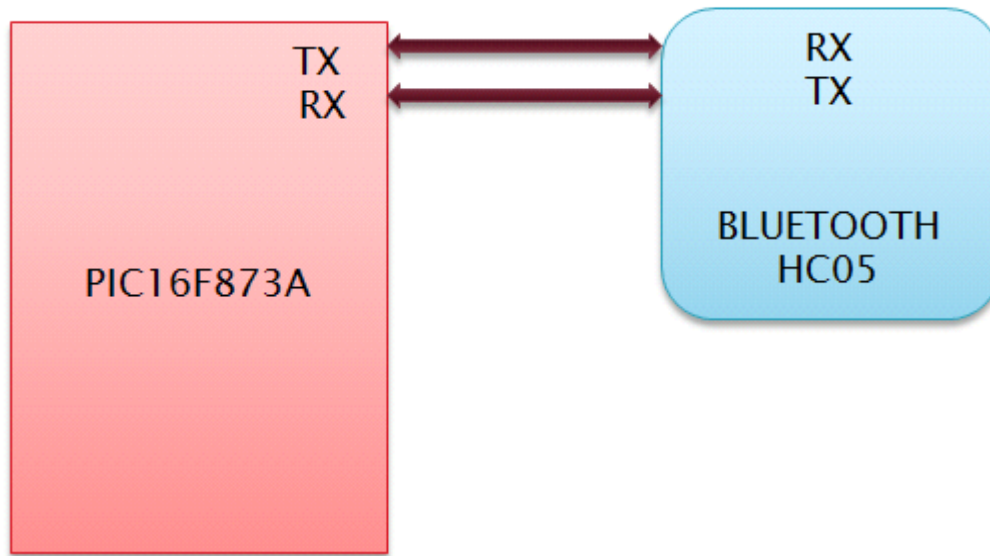 TX
RX
PIC16F873A
RX
TX
BLUETOOTH
HC05